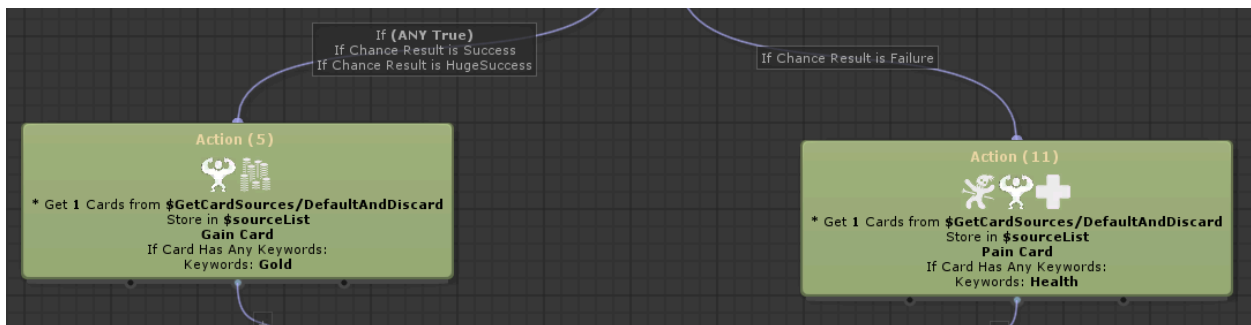 If (ANY True)
If Chance Result is Success
If Chance Result is HugeSuccess
If Chance Result is Failure
Action (5)
* Get 1 Cards from $GetCardSources/DefaultAndDiscard
Store in $sourceList
Gain Card
If Card Has Any Keywords:
Keywords: Gold
Action (11)
* Get 1 Cards from $GetCardSources/DefaultAndDiscard
Store in $sourceList
Pain Card
If Card Has Any Keywords:
Keywords: Health